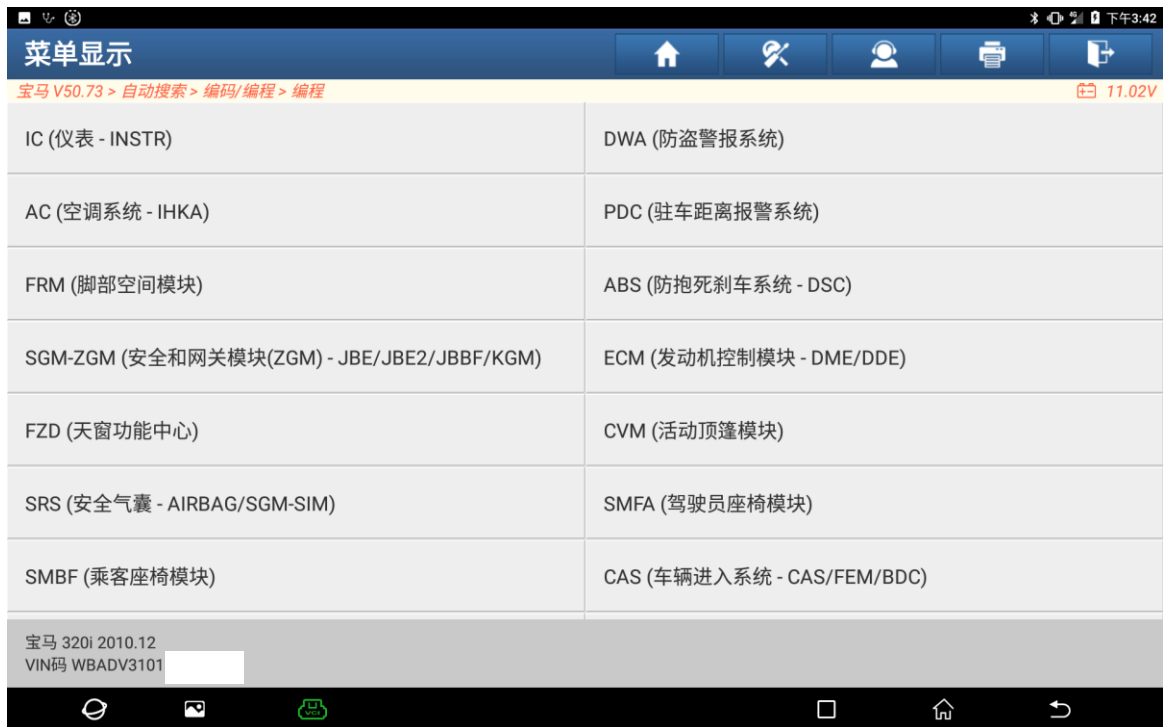 下午3:42
菜单显示
宝马 V50.73 > 自动搜索 > 编码/编程 > 编程
11.02V
IC (仪表 - INSTR)
DWA (防盗警报系统)
AC (空调系统 - IHKA)
PDC (驻车距离报警系统)
FRM (脚部空间模块)
ABS (防抱死刹车系统 - DSC)
SGM-ZGM (安全和网关模块(ZGM) - JBE/JBE2/JBBF/KGM)
ECM (发动机控制模块 - DME/DDE)
FZD (天窗功能中心)
CVM (活动顶篷模块)
SRS (安全气囊 - AIRBAG/SGM-SIM)
SMFA (驾驶员座椅模块)
SMBF (乘客座椅模块)
CAS (车辆进入系统 - CAS/FEM/BDC)
宝马 320i 2010.12
VIN码 WBADV3101
VCI